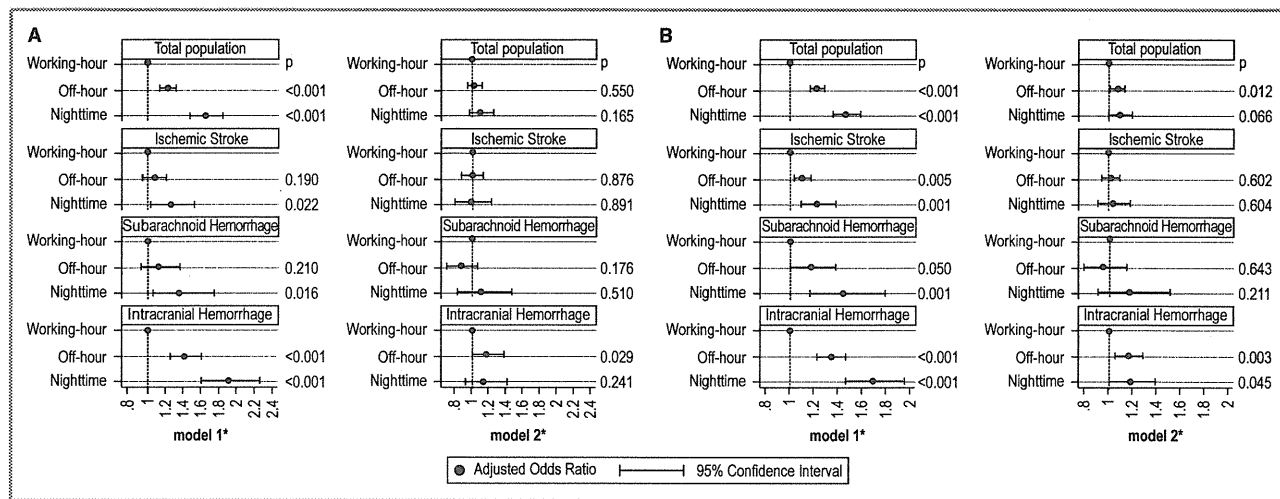 A
Total population
Working-hour
p
Off-hour
<0.001
Nighttime
<0.001
Ischemic Stroke
Working-hour
Off-hour
0.190
Nighttime
0.022
Subarachnoid Hemorrhage
Working-hour
Off-hour
0.210
Nighttime
0.016
Intracranial Hemorrhage
Working-hour
Off-hour
<0.001
Nighttime
<0.001
.8 1 1.2 1.4 1.6 1.8 2 2.2 2.4
model 1*
Total population
Working-hour
p
Off-hour
0.550
Nighttime
0.165
Ischemic Stroke
Working-hour
Off-hour
0.876
Nighttime
0.891
Subarachnoid Hemorrhage
Working-hour
Off-hour
0.176
Nighttime
0.510
Intracranial Hemorrhage
Working-hour
Off-hour
0.029
Nighttime
0.241
.8 1 1.2 1.4 1.6 1.8 2 2.2 2.4
model 2*
B
Total population
Working-hour
p
Off-hour
<0.001
Nighttime
<0.001
Ischemic Stroke
Working-hour
Off-hour
0.005
Nighttime
0.001
Subarachnoid Hemorrhage
Working-hour
Off-hour
0.050
Nighttime
0.001
Intracranial Hemorrhage
Working-hour
Off-hour
<0.001
Nighttime
<0.001
.8 1 1.2 1.4 1.6 1.8 2
model 1*
Total population
Working-hour
p
Off-hour
0.012
Nighttime
0.066
Ischemic Stroke
Working-hour
Off-hour
0.602
Nighttime
0.604
Subarachnoid Hemorrhage
Working-hour
Off-hour
0.643
Nighttime
0.211
Intracranial Hemorrhage
Working-hour
Off-hour
0.003
Nighttime
0.045
.8 1 1.2 1.4 1.6 1.8 2
model 2*
Adjusted Odds Ratio
95% Confidence Interval